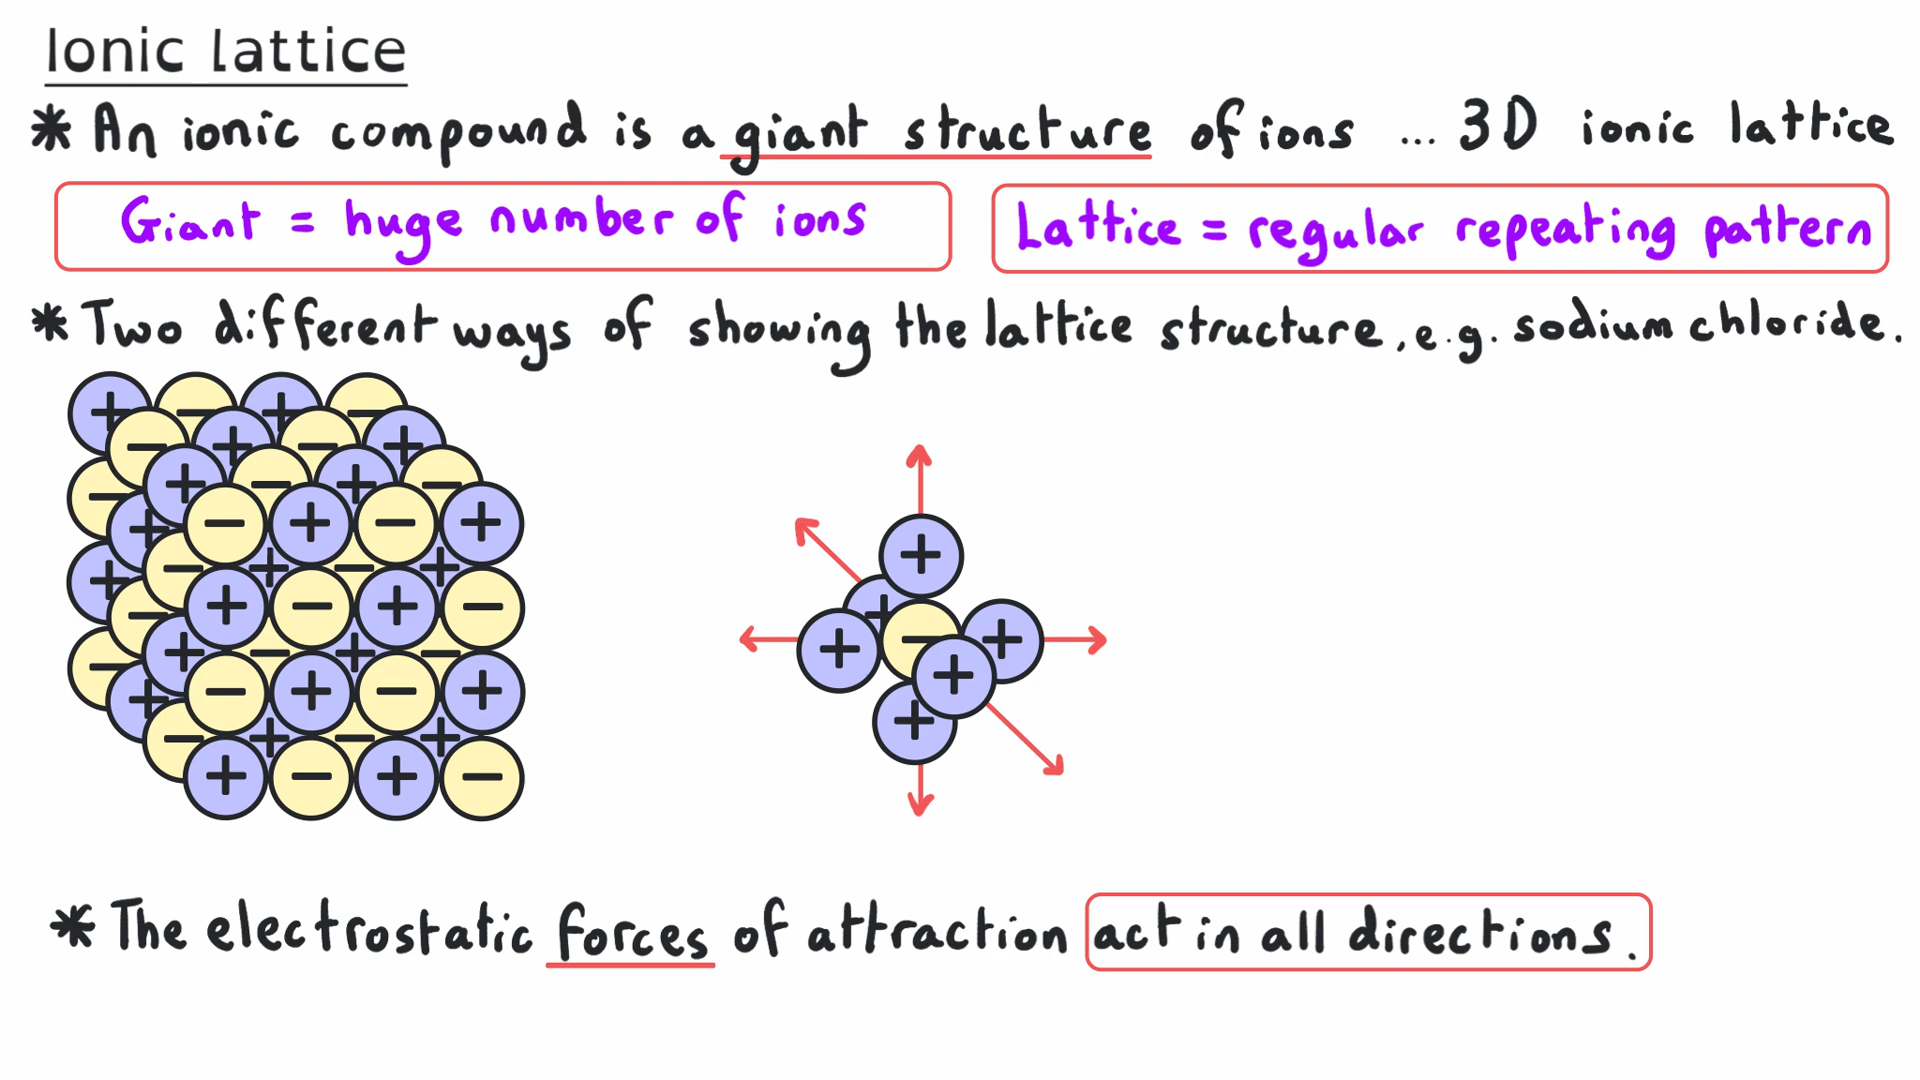 Ionic Lattice
* An ionic compound is a giant structure of ions ... 3D ionic lattice
Giant = huge number of ions
Lattice = regular repeating pattern
* Two different ways of showing the lattice structure, e.g. sodium chloride.
* The electrostatic forces of attraction act in all directions.